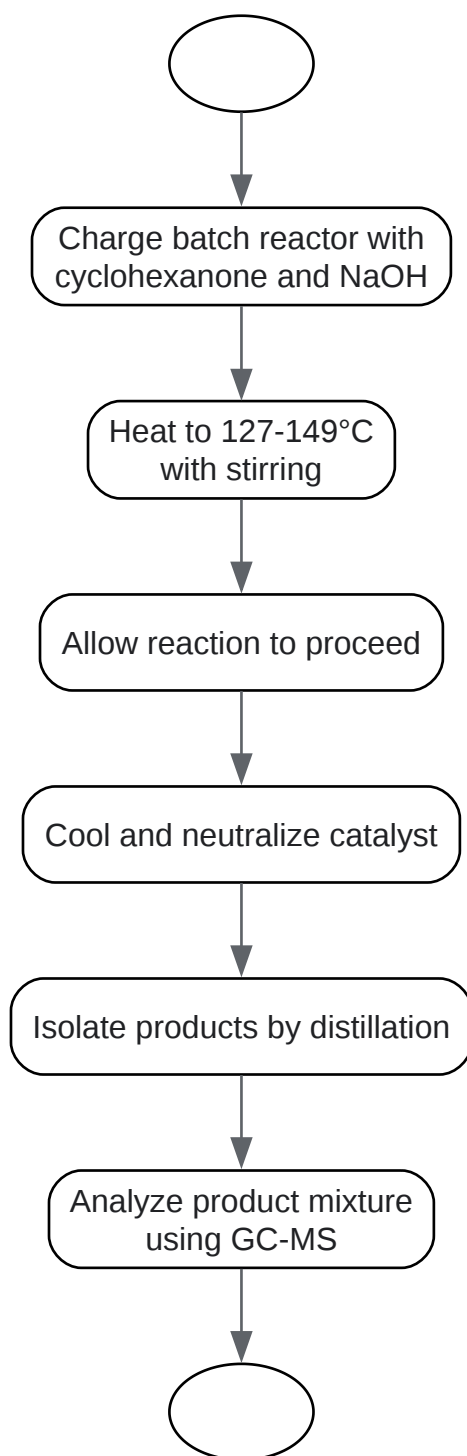 Charge batch reactor with
cyclohexanone and NaOH
Heat to 127-149°C
with stirring
Allow reaction to proceed
Cool and neutralize catalyst
Isolate products by distillation
Analyze product mixture
using GC-MS